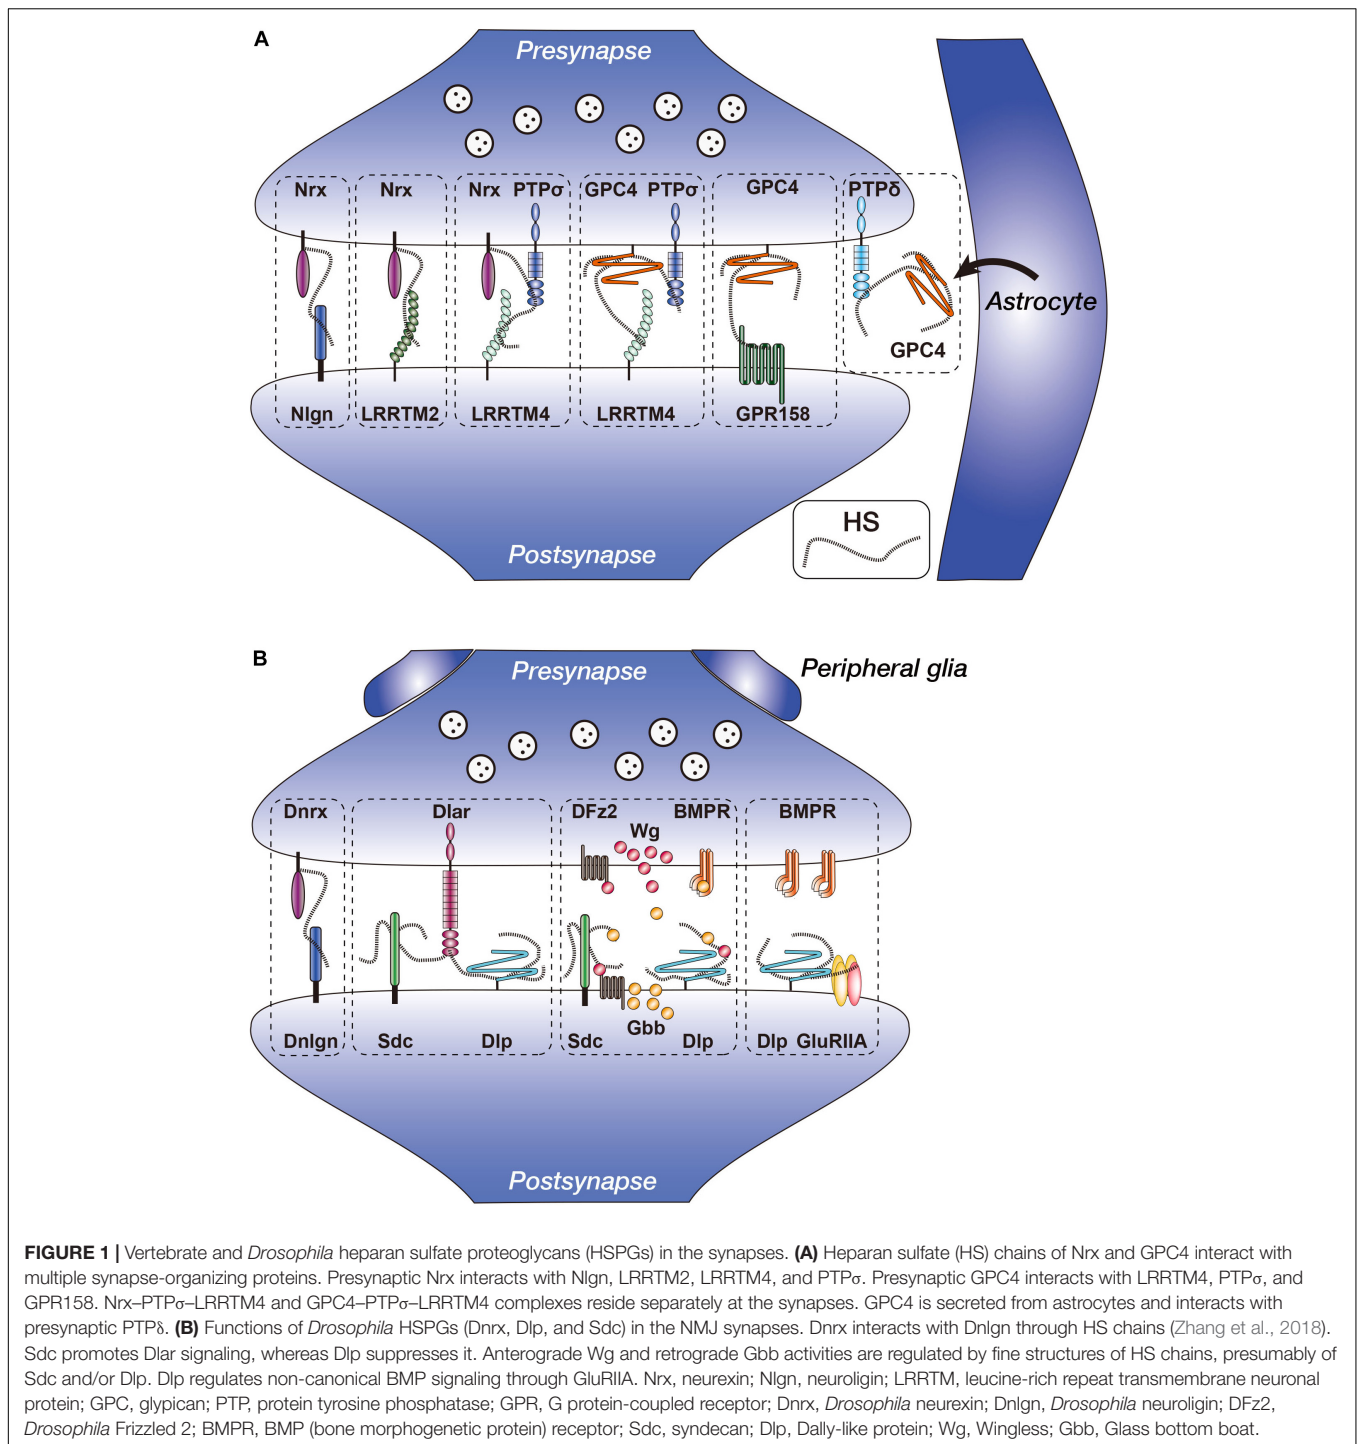 A
Presynapse
Nrx Nrx Nrx PTPσ GPC4 PTPσ GPC4 PTPδ
Astrocyte
GPC4
Nlgn LRRTM2 LRRTM4 LRRTM4 GPR158
HS
Postsynapse
B
Presynapse
Peripheral glia
Dnrx Dlar DFz2 BMPR BMPR
Wg
Gbb
Dnlgn Sdc Dlp Sdc Dlp Dlp GluRIIA
Postsynapse
FIGURE 1 | Vertebrate and Drosophila heparan sulfate proteoglycans (HSPGs) in the synapses. (A) Heparan sulfate (HS) chains of Nrx and GPC4 interact with
multiple synapse-organizing proteins. Presynaptic Nrx interacts with Nlgn, LRRTM2, LRRTM4, and PTPσ. Presynaptic GPC4 interacts with LRRTM4, PTPσ, and
GPR158. Nrx–PTPσ–LRRTM4 and GPC4–PTPσ–LRRTM4 complexes reside separately at the synapses. GPC4 is secreted from astrocytes and interacts with
presynaptic PTPδ. (B) Functions of Drosophila HSPGs (Dnrx, Dlp, and Sdc) in the NMJ synapses. Dnrx interacts with Dnlgn through HS chains (Zhang et al., 2018).
Sdc promotes Dlar signaling, whereas Dlp suppresses it. Anterograde Wg and retrograde Gbb activities are regulated by fine structures of HS chains, presumably of
Sdc and/or Dlp. Dlp regulates non-canonical BMP signaling through GluRIIA. Nrx, neurexin; Nlgn, neuroligin; LRRTM, leucine-rich repeat transmembrane neuronal
protein; GPC, glypican; PTP, protein tyrosine phosphatase; GPR, G protein-coupled receptor; Dnrx, Drosophila neurexin; Dnlgn, Drosophila neuroligin; DFz2,
Drosophila Frizzled 2; BMPR, BMP (bone morphogenetic protein) receptor; Sdc, syndecan; Dlp, Dally-like protein; Wg, Wingless; Gbb, Glass bottom boat.